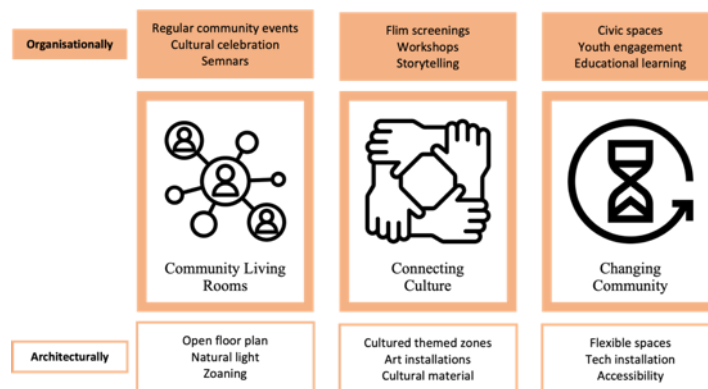 Organisationally
Regular community events
Cultural celebration
Semnars
Flim screenings
Workshops
Storytelling
Civic spaces
Youth engagement
Educational learning
Community Living
Rooms
Connecting
Culture
Changing
Community
Architecturally
Open floor plan
Natural light
Zoaning
Cultured themed zones
Art installations
Cultural material
Flexible spaces
Tech installation
Accessibility